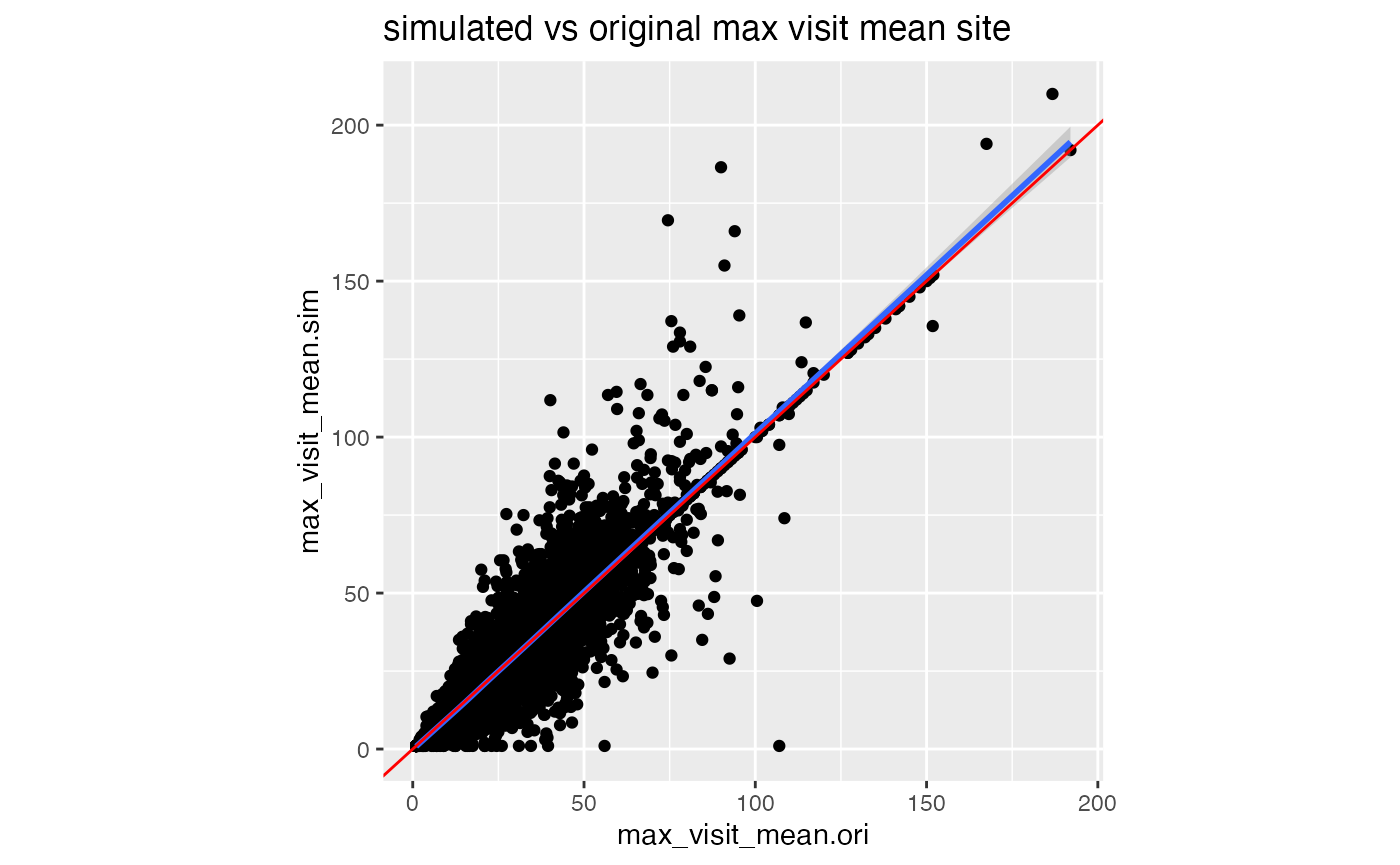 simulated vs original max visit mean site
max_visit_mean.sim
200
150
100
50
0
0 50 100 150 200
max_visit_mean.ori